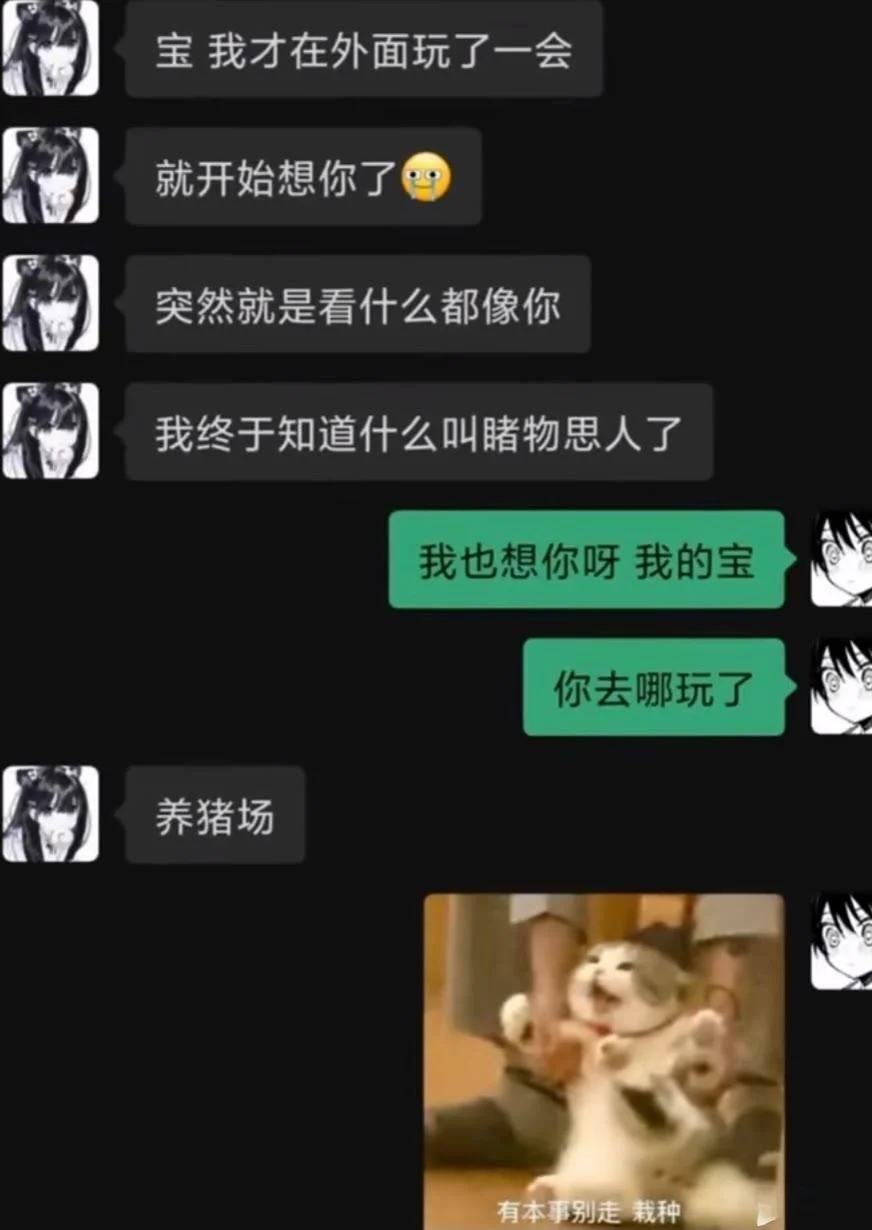 宝 我才在外面玩了一会
就开始想你了😭
突然就是看什么都像你
我终于知道什么叫睹物思人了
我也想你呀 我的宝
你去哪玩了
养猪场
有本事别走 栽种